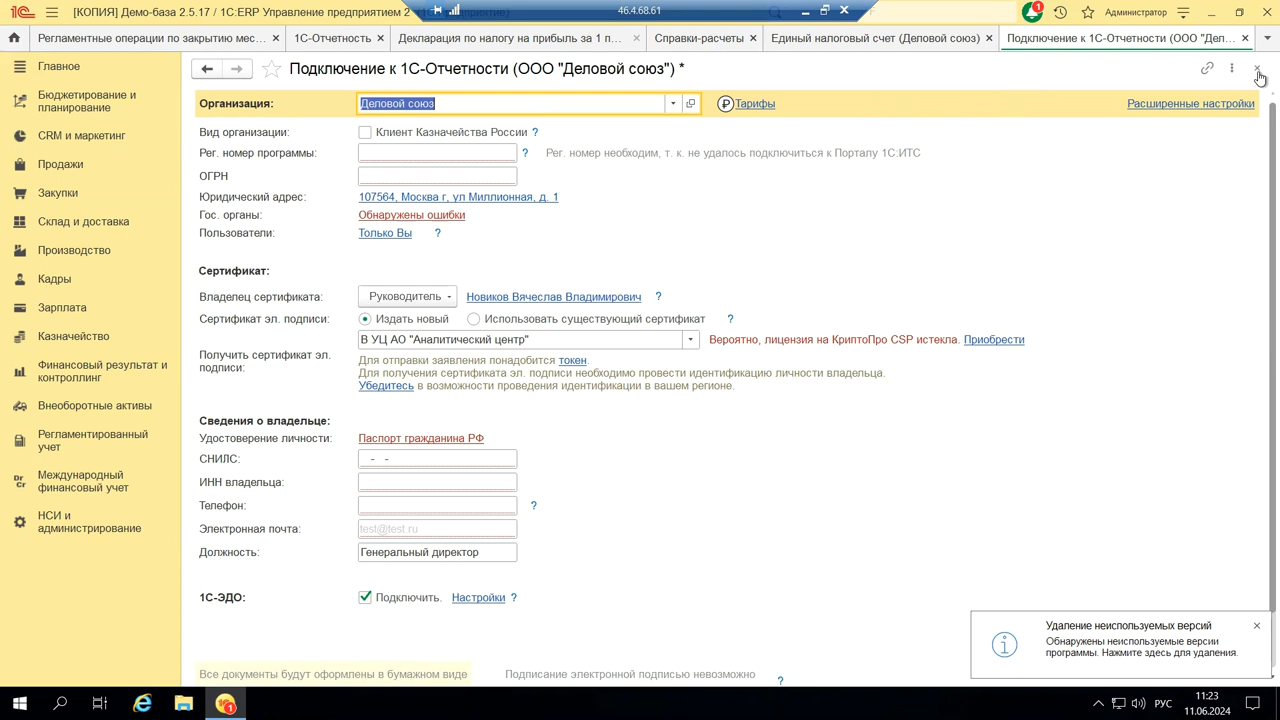 [КОПИЯ] Демо-база 2.5.17 / 1С:ERP Управление предприятием 2
46.4.68.61
Администратор
Регламентные операции по закрытию мес...
1С-Отчетность
Декларация по налогу на прибыль за 1 п...
Справки-расчеты
Единый налоговый счет (Деловой союз)
Подключение к 1С-Отчетности (ООО "Дел...
Главное
Бюджетирование и
планирование
CRM и маркетинг
Продажи
Закупки
Склад и доставка
Производство
Кадры
Зарплата
Казначейство
Финансовый результат и
контроллинг
Внеоборотные активы
Регламентированный
учет
Международный
финансовый учет
НСИ и
администрирование
Подключение к 1С-Отчетности (ООО "Деловой союз") *
Организация: Деловой союз Тарифы Расширенные настройки
Вид организации: Клиент Казначейства России ?
Рег. номер программы: ? Рег. номер необходим, т. к. не удалось подключиться к Порталу 1С:ИТС
ОГРН
Юридический адрес: 107564, Москва г, ул Миллионная, д. 1
Гос. органы: Обнаружены ошибки
Пользователи: Только Вы ?
Сертификат:
Владелец сертификата: Руководитель Новиков Вячеслав Владимирович ?
Сертификат эл. подписи: Издать новый Использовать существующий сертификат ?
В УЦ АО "Аналитический центр" Вероятно, лицензия на КриптоПро CSP истекла. Приобрести
Получить сертификат эл.
подписи:
Для отправки заявления понадобится токен.
Для получения сертификата эл. подписи необходимо провести идентификацию личности владельца.
Убедитесь в возможности проведения идентификации в вашем регионе.
Сведения о владельце:
Удостоверение личности: Паспорт гражданина РФ
СНИЛС: - -
ИНН владельца:
Телефон: ?
Электронная почта: test@test.ru
Должность: Генеральный директор
1С-ЭДО: Подключить. Настройки ?
Все документы будут оформлены в бумажном виде Подписание электронной подписью невозможно ?
Удаление неиспользуемых версий
Обнаружены неиспользуемые версии
программы. Нажмите здесь для удаления.
РУС
11:23
11.06.2024